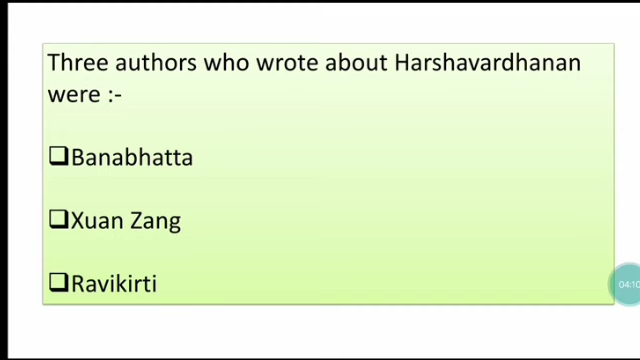 Three authors who wrote about Harshavardhanan
were :-
❑Banabhatta
❑Xuan Zang
❑Ravikirti
04:10